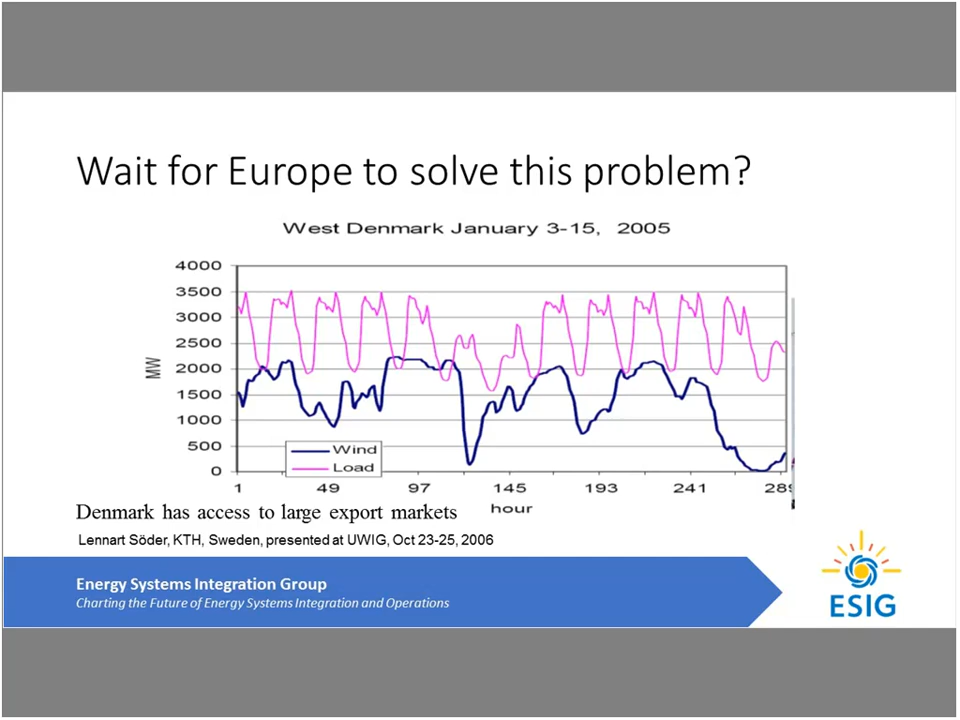 Wait for Europe to solve this problem?
West Denmark January 3-15, 2005
4000
3500
3000
2500
2000
1500
1000
500
0
MW
Wind
Load
1 49 97 145 193 241 289
hour
Denmark has access to large export markets
Lennart Söder, KTH, Sweden, presented at UWIG, Oct 23-25, 2006
Energy Systems Integration Group
Charting the Future of Energy Systems Integration and Operations
ESIG